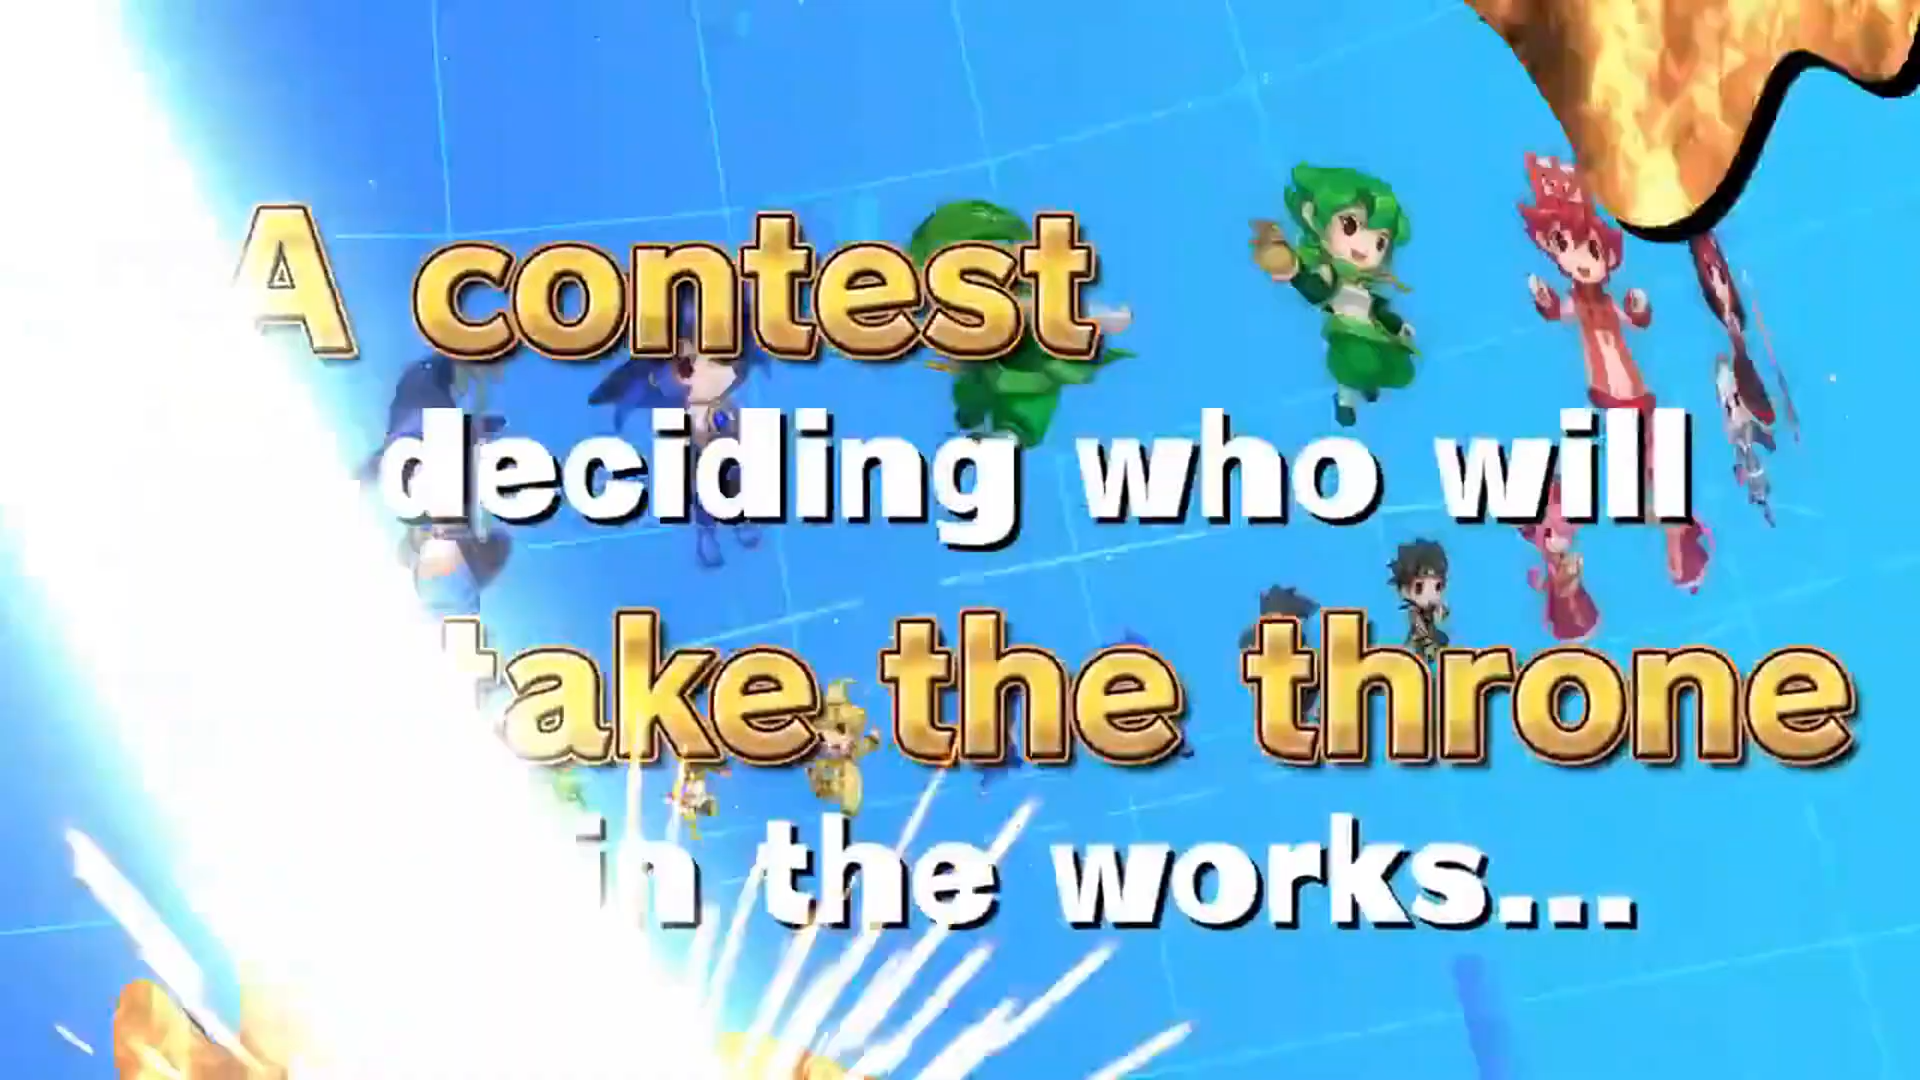 A contest
deciding who will
take the throne
in the works...